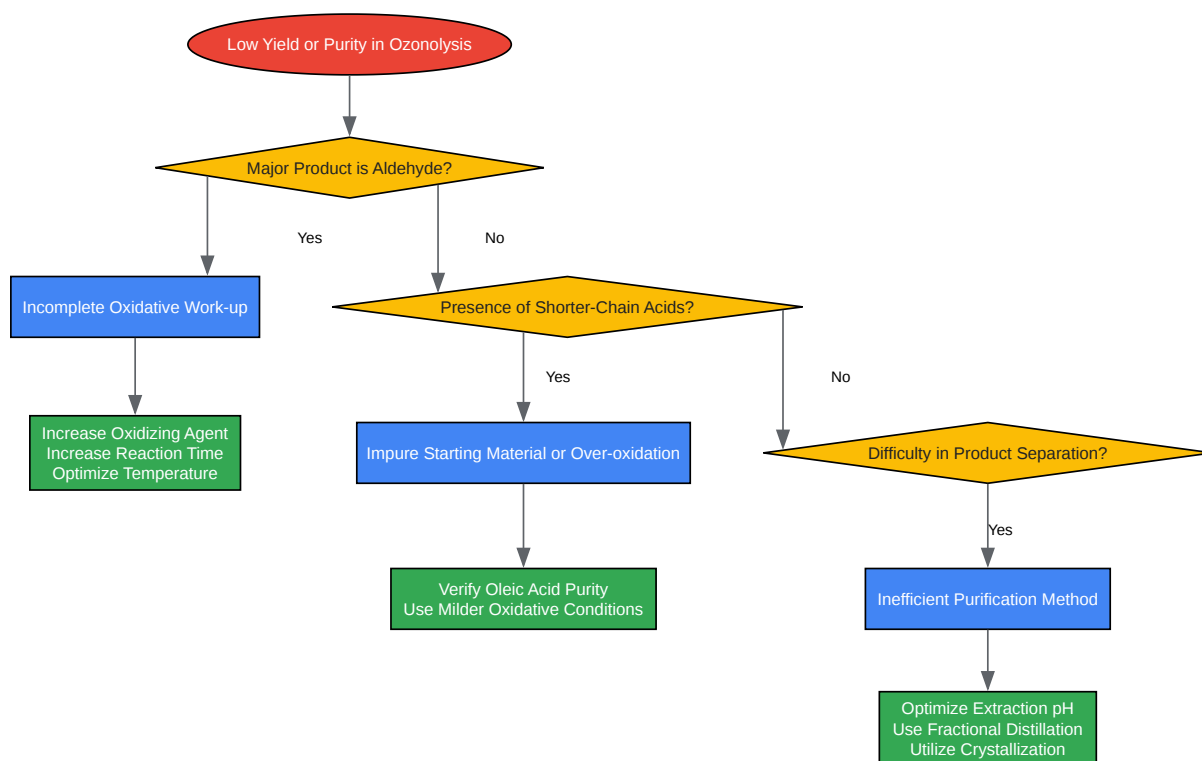 Low Yield or Purity in Ozonolysis
Major Product is Aldehyde?
Yes
No
Incomplete Oxidative Work-up
Presence of Shorter-Chain Acids?
Yes
No
Increase Oxidizing Agent
Increase Reaction Time
Optimize Temperature
Impure Starting Material or Over-oxidation
Difficulty in Product Separation?
Yes
Verify Oleic Acid Purity
Use Milder Oxidative Conditions
Inefficient Purification Method
Optimize Extraction pH
Use Fractional Distillation
Utilize Crystallization